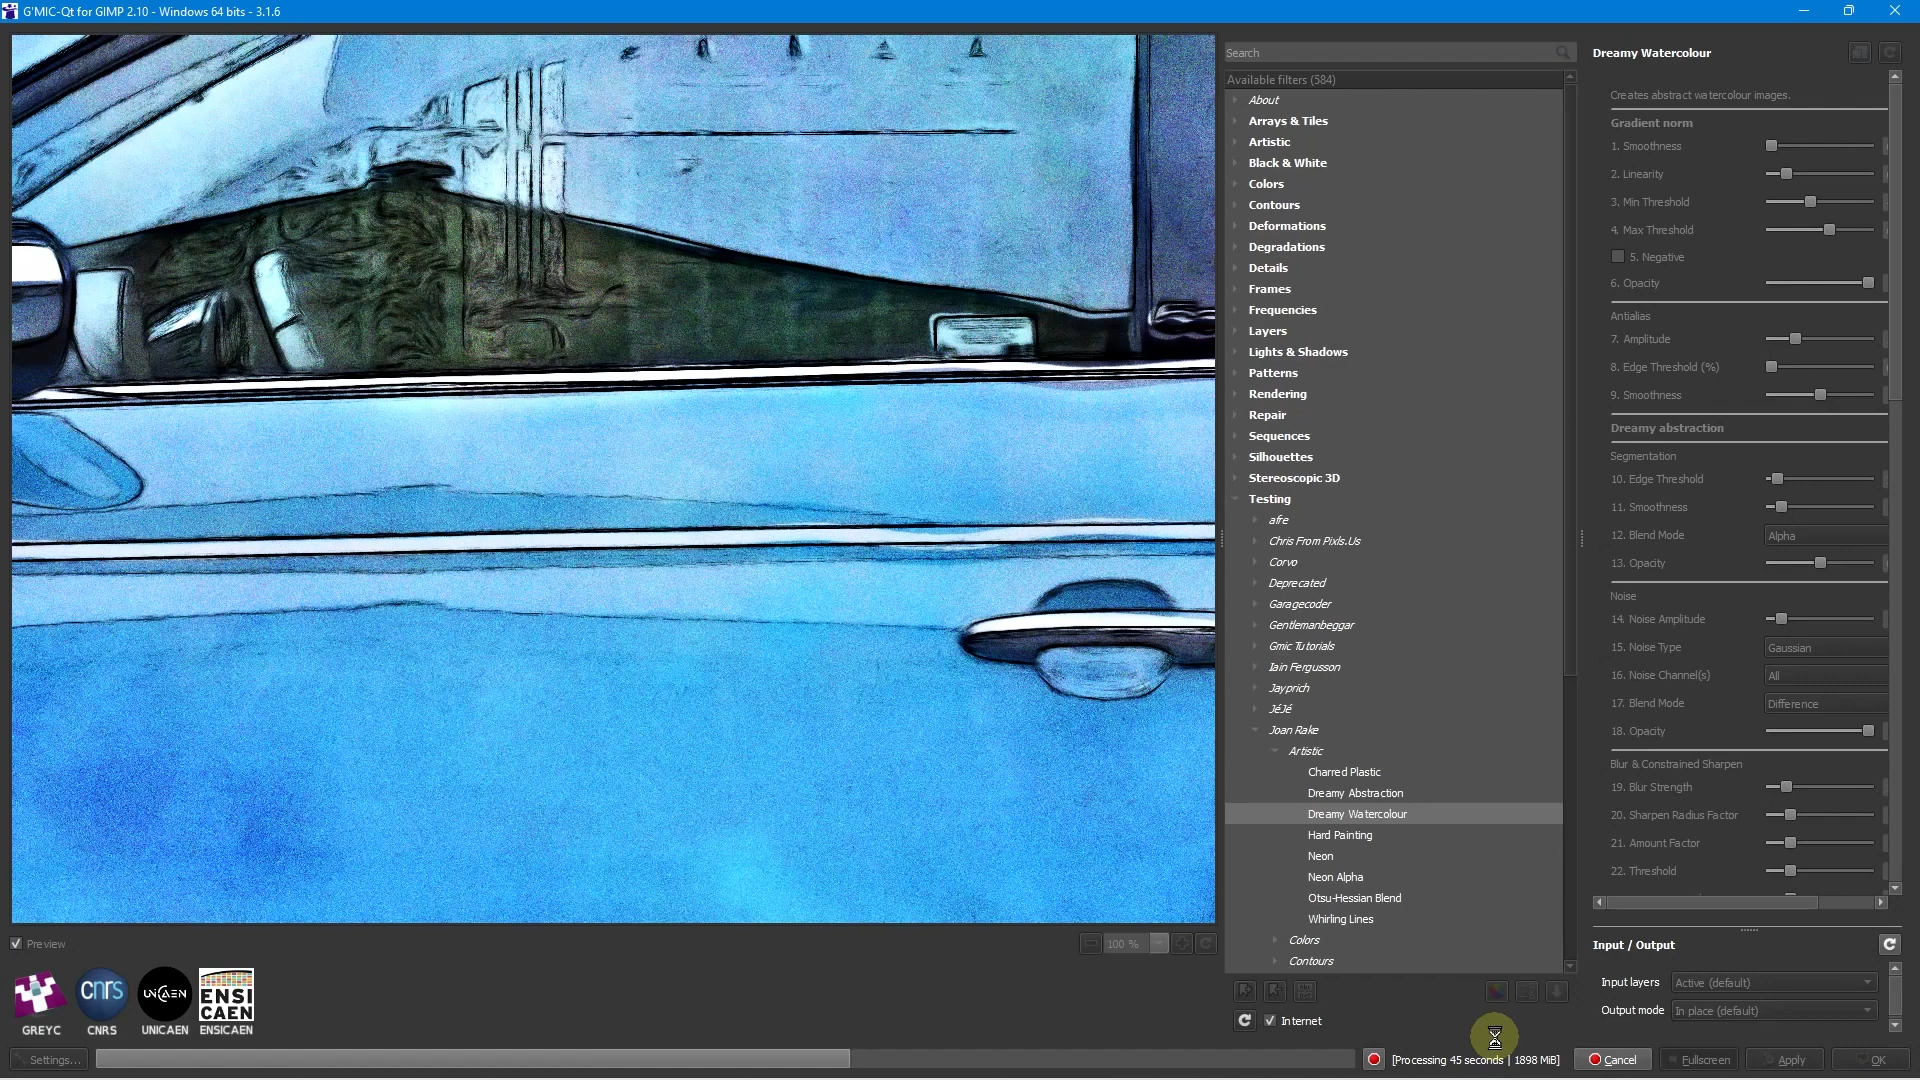 G'MIC-Qt for GIMP 2.10 - Windows 64 bits - 3.1.6
Search
Available filters (584)
About
Arrays & Tiles
Artistic
Black & White
Colors
Contours
Deformations
Degradations
Details
Frames
Frequencies
Layers
Lights & Shadows
Patterns
Rendering
Repair
Sequences
Silhouettes
Stereoscopic 3D
Testing
afre
Chris From Pixls.Us
Corvo
Deprecated
Garagecoder
Gentlemanbeggar
Gmic Tutorials
Iain Fergusson
Jayprich
JéJé
Joan Rake
Artistic
Charred Plastic
Dreamy Abstraction
Dreamy Watercolour
Hard Painting
Neon
Neon Alpha
Otsu-Hessian Blend
Whirling Lines
Colors
Contours
Internet
Dreamy Watercolour
Creates abstract watercolour images.
Gradient norm
1. Smoothness
2. Linearity
3. Min Threshold
4. Max Threshold
5. Negative
6. Opacity
Antialias
7. Amplitude
8. Edge Threshold (%)
9. Smoothness
Dreamy abstraction
Segmentation
10. Edge Threshold
11. Smoothness
12. Blend Mode Alpha
13. Opacity
Noise
14. Noise Amplitude
15. Noise Type Gaussian
16. Noise Channel(s) All
17. Blend Mode Difference
18. Opacity
Blur & Constrained Sharpen
19. Blur Strength
20. Sharpen Radius Factor
21. Amount Factor
22. Threshold
Input / Output
Input layers Active (default)
Output mode In place (default)
Preview
100 %
cnrs
UNICAEN
ENSI
CAEN
GREYC
CNRS
UNICAEN
ENSICAEN
Settings...
[Processing 45 seconds | 1898 MiB]
Cancel
Fullscreen
Apply
OK